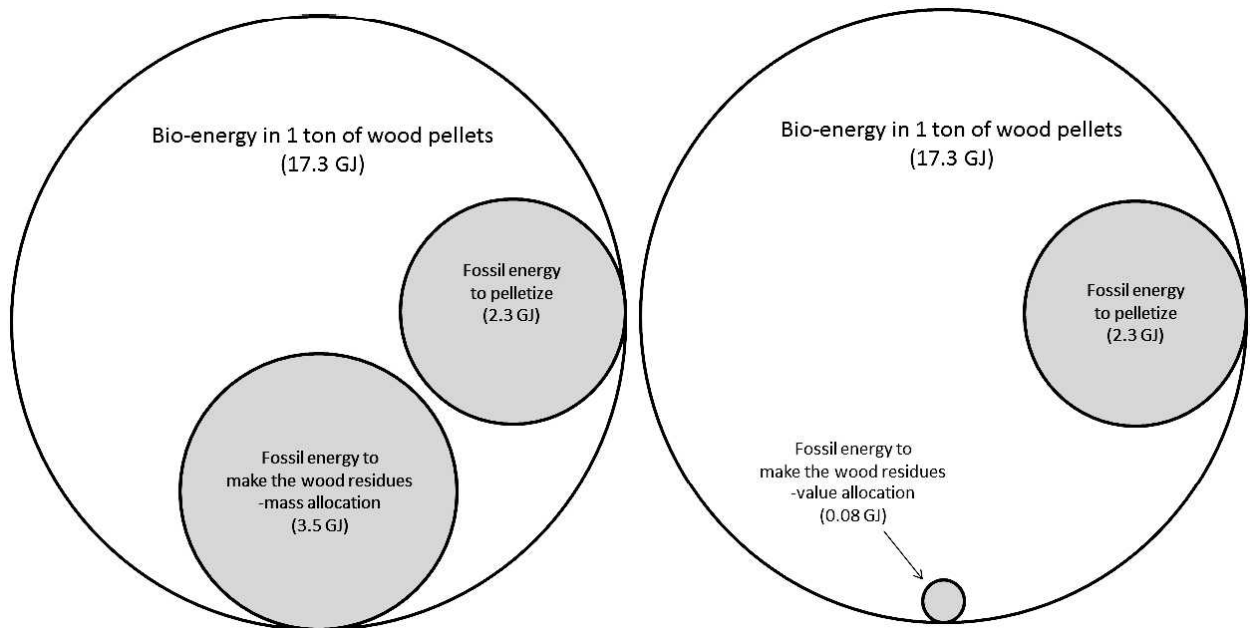 Bio-energy in 1 ton of wood pellets
(17.3 GJ)
Fossil energy
to pelletize
(2.3 GJ)
Fossil energy to
make the wood residues
-mass allocation
(3.5 GJ)
Bio-energy in 1 ton of wood pellets
(17.3 GJ)
Fossil energy
to pelletize
(2.3 GJ)
Fossil energy to
make the wood residues
-value allocation
(0.08 GJ)